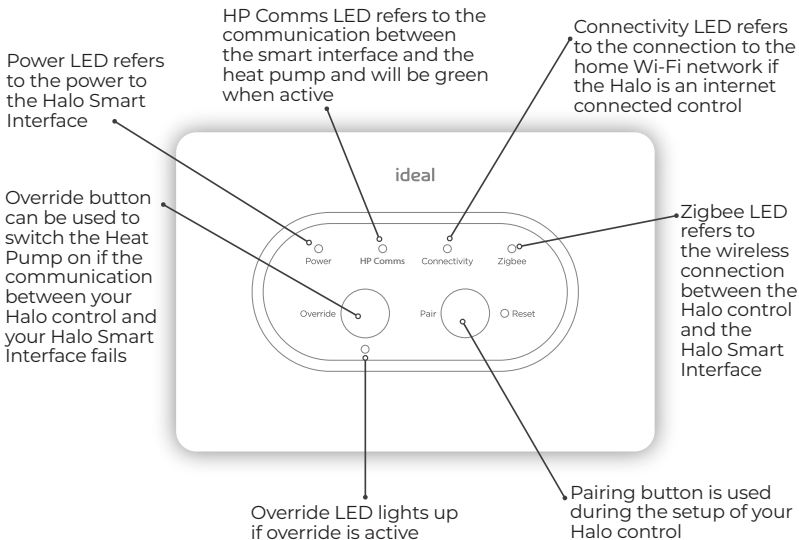 HP Comms LED refers to the
communication between
the smart interface and the
heat pump and will be green
when active
Connectivity LED refers
to the connection to the
home Wi-Fi network if
the Halo is an internet
connected control
Power LED refers
to the power to
the Halo Smart
Interface
ideal
Override button
can be used to
switch the Heat
Pump on if the
communication
between your
Halo control and
your Halo Smart
Interface fails
Power
HP Comms
Connectivity
Zigbee
Override
Pair
Reset
Zigbee LED
refers to
the wireless
connection
between the
Halo control
and the
Halo Smart
Interface
Override LED lights up
if override is active
Pairing button is used
during the setup of your
Halo control